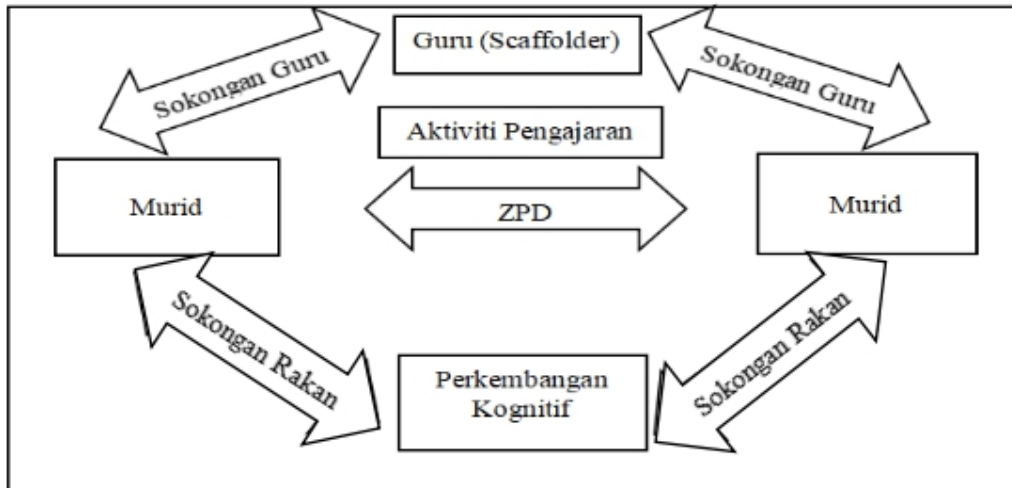 Guru (Scaffolder)
Sokongan Guru
Sokongan Guru
Aktiviti Pengajaran
Murid
ZPD
Murid
Sokongan Rakan
Sokongan Rakan
Perkembangan
Kognitif